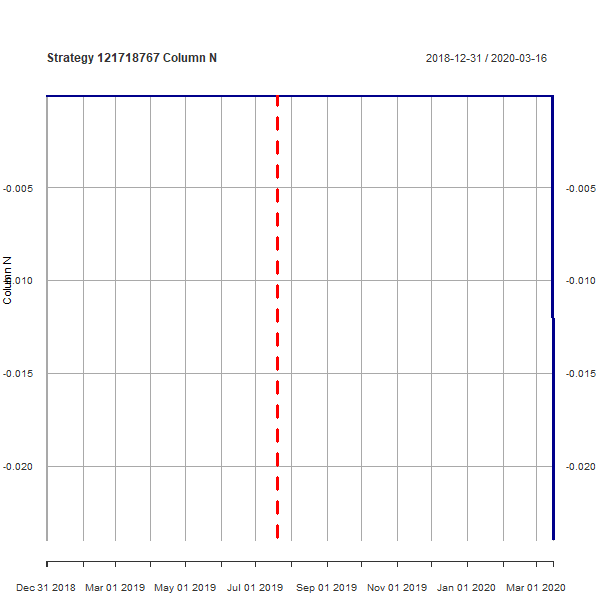 Strategy 121718767 Column N
2018-12-31 / 2020-03-16
-0.005
-0.005
Column N
-0.010
-0.010
-0.015
-0.015
-0.020
-0.020
Dec 31 2018
Mar 01 2019
May 01 2019
Jul 01 2019
Sep 01 2019
Nov 01 2019
Jan 01 2020
Mar 01 2020